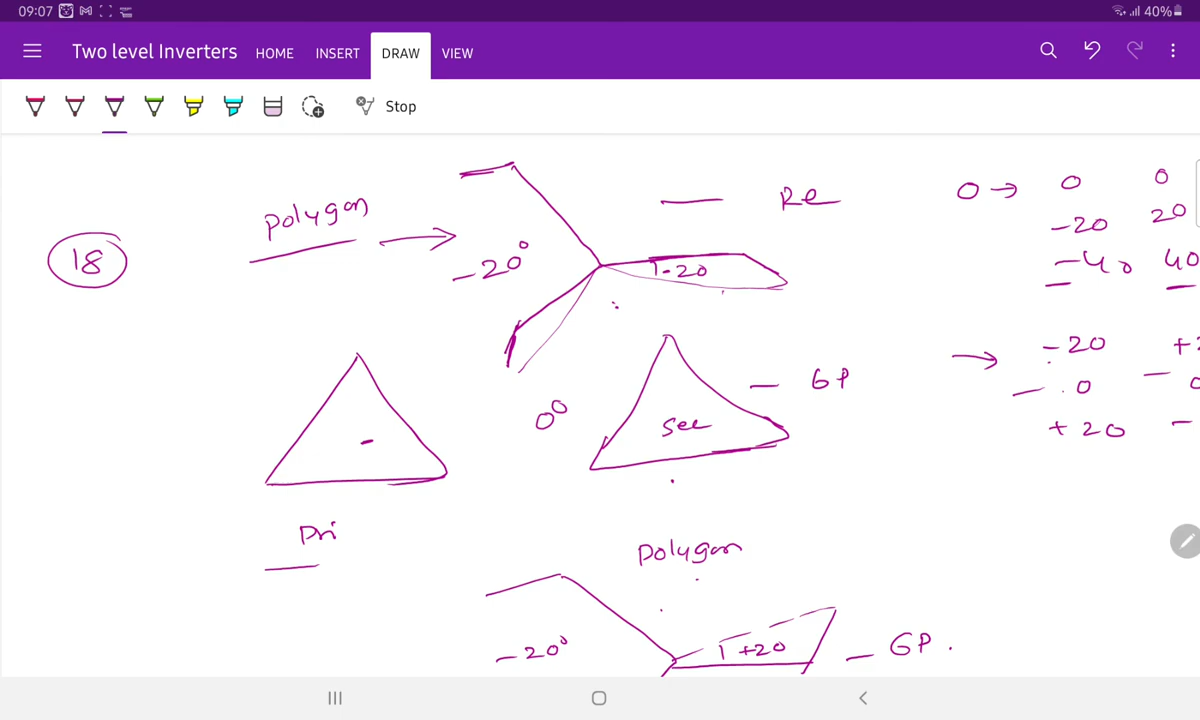 09:07
40%
Two level Inverters HOME INSERT DRAW VIEW
Stop
18
polygon
-20°
1-20
Re
0 → 0 0
-20 20
-40 40
→ -20
- 0
+20
0°
Sec
- GP
Pri
polygon
-20°
1 +20
- GP.